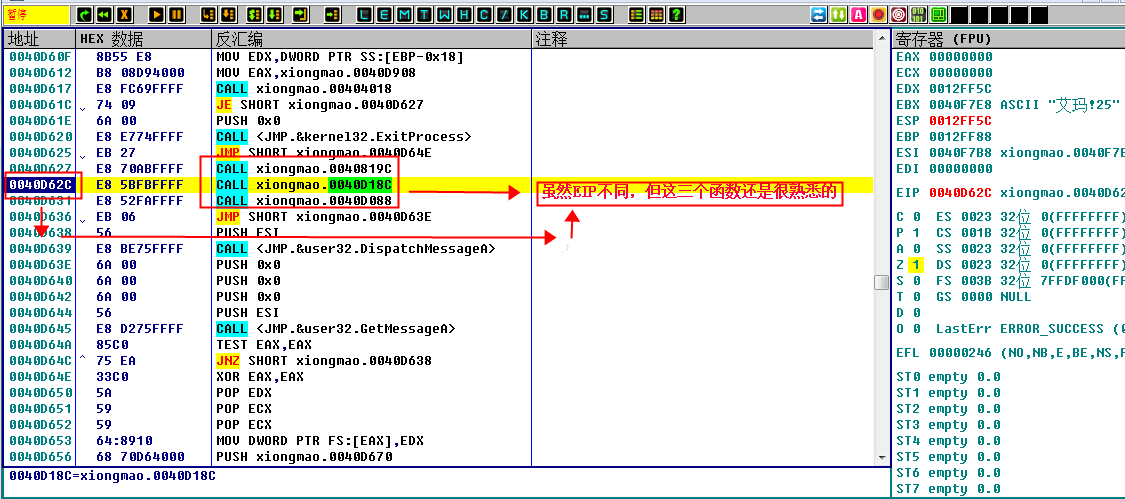 暂停
L E M T W H C / K B R ... S
地址 HEX 数据 反汇编 注释 寄存器 (FPU)
0040D60F 8B55 E8 MOV EDX,DWORD PTR SS:[EBP-0x18]
0040D612 B8 08D94000 MOV EAX,xiongmao.0040D908
0040D617 E8 FC69FFFF CALL xiongmao.00404018
0040D61C 74 09 JE SHORT xiongmao.0040D627
0040D61E 6A 00 PUSH 0x0
0040D620 E8 E774FFFF CALL <JMP.&kernel32.ExitProcess>
0040D625 EB 27 JMP SHORT xiongmao.0040D64E
0040D627 E8 70ABFFFF CALL xiongmao.0040819C
0040D62C E8 5BFBFFFF CALL xiongmao.0040D18C
0040D631 E8 52FAFFFF CALL xiongmao.0040D088
0040D636 EB 06 JMP SHORT xiongmao.0040D63E
0040D638 56 PUSH ESI
0040D639 E8 BE75FFFF CALL <JMP.&user32.DispatchMessageA>
0040D63E 6A 00 PUSH 0x0
0040D640 6A 00 PUSH 0x0
0040D642 6A 00 PUSH 0x0
0040D644 56 PUSH ESI
0040D645 E8 D275FFFF CALL <JMP.&user32.GetMessageA>
0040D64A 85C0 TEST EAX,EAX
0040D64C ^ 75 EA JNZ SHORT xiongmao.0040D638
0040D64E 33C0 XOR EAX,EAX
0040D650 5A POP EDX
0040D651 59 POP ECX
0040D652 59 POP ECX
0040D653 64:8910 MOV DWORD PTR FS:[EAX],EDX
0040D656 68 70D64000 PUSH xiongmao.0040D670
虽然EIP不同，但这三个函数还是很熟悉的
EAX 00000000
ECX 00000000
EDX 0012FF5C
EBX 0040F7E8 ASCII "艾玛!25"
ESP 0012FF5C
EBP 0012FF88
ESI 0040F7B8 xiongmao.0040F7B
EDI 00000000
EIP 0040D62C xiongmao.0040D62
C 0 ES 0023 32位 0(FFFFFFFF)
P 1 CS 001B 32位 0(FFFFFFFF)
A 0 SS 0023 32位 0(FFFFFFFF)
Z 1 DS 0023 32位 0(FFFFFFFF)
S 0 FS 003B 32位 7FFDF000(FF
T 0 GS 0000 NULL
D 0
O 0 LastErr ERROR_SUCCESS (
EFL 00000246 (NO,NB,E,BE,NS,
ST0 empty 0.0
ST1 empty 0.0
ST2 empty 0.0
ST3 empty 0.0
ST4 empty 0.0
ST5 empty 0.0
ST6 empty 0.0
ST7 empty 0.0
0040D18C=xiongmao.0040D18C